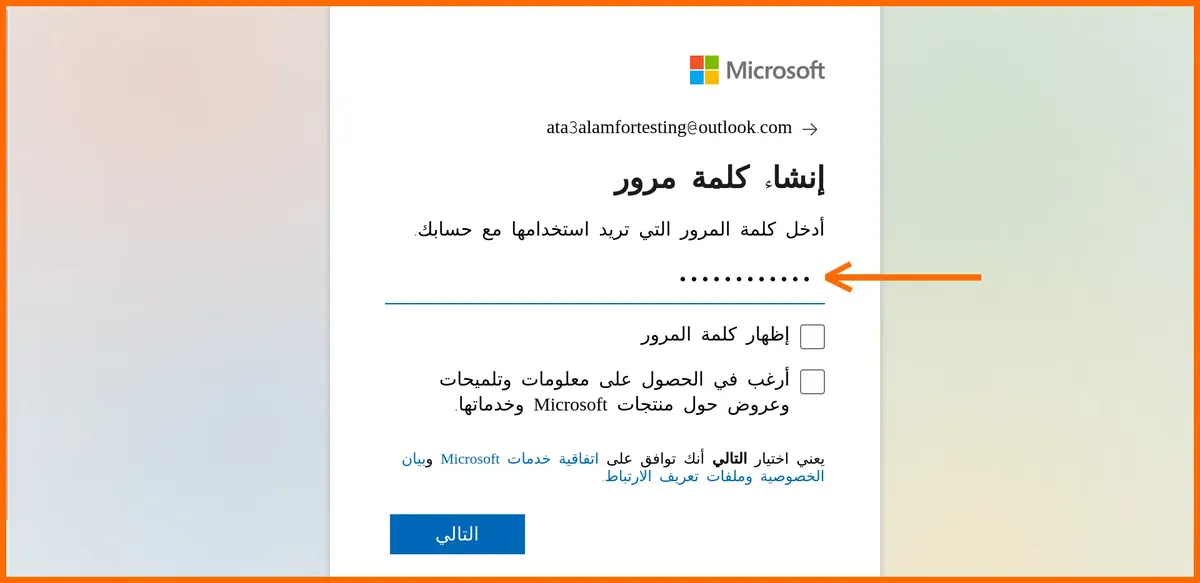 Microsoft
ata3alamfortesting@outlook.com
إنشاء كلمة مرور
أدخل كلمة المرور التي تريد استخدامها مع حسابك.
إظهار كلمة المرور
أرغب في الحصول على معلومات وتلميحات
وعروض حول منتجات Microsoft وخدماتها.
يعني اختيار التالي أنك توافق على اتفاقية خدمات Microsoft وبيان
الخصوصية وملفات تعريف الارتباط.
التالي